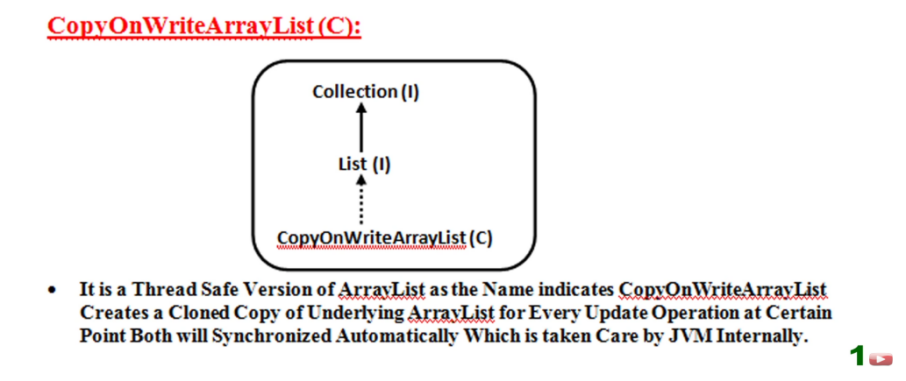 CopyOnWriteArrayList (C):
Collection (I)
List (I)
CopyOnWriteArrayList (C)
• It is a Thread Safe Version of ArrayList as the Name indicates CopyOnWriteArrayList
Creates a Cloned Copy of Underlying ArrayList for Every Update Operation at Certain
Point Both will Synchronized Automatically Which is taken Care by JVM Internally.
1